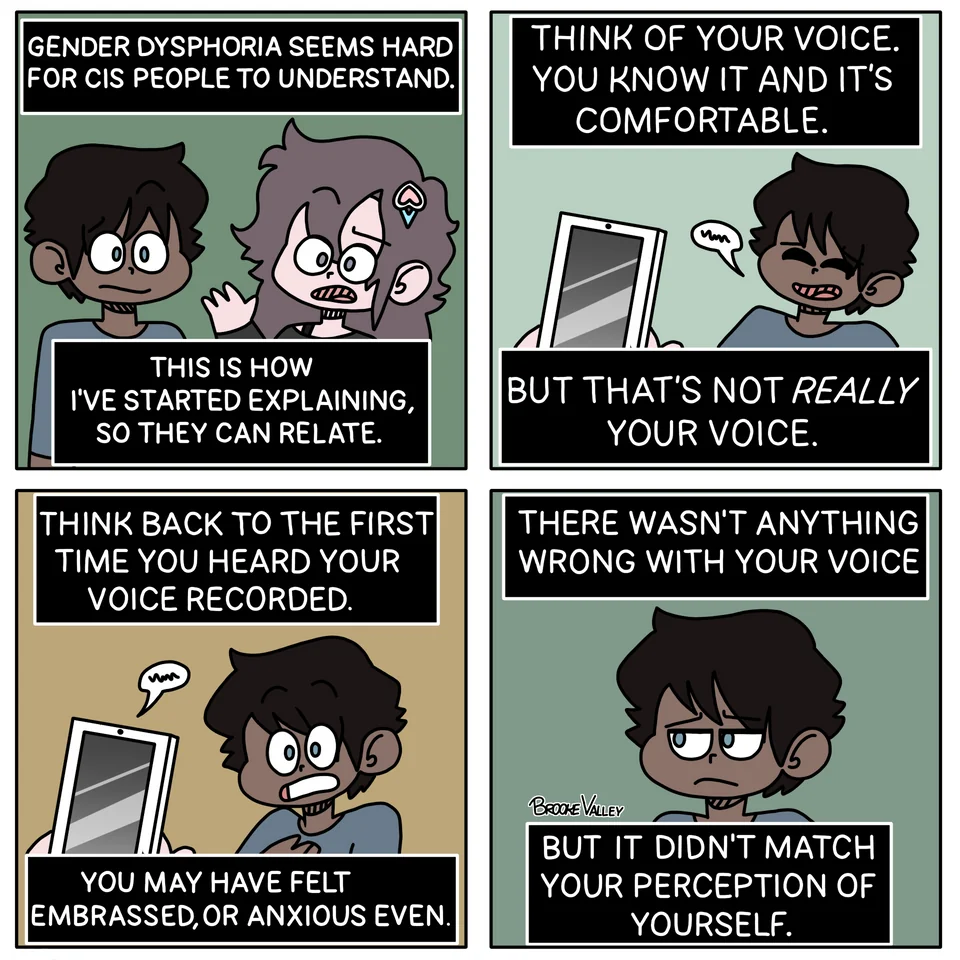 GENDER DYSPHORIA SEEMS HARD
FOR CIS PEOPLE TO UNDERSTAND.
THIS IS HOW
I'VE STARTED EXPLAINING,
SO THEY CAN RELATE.
THINK OF YOUR VOICE.
YOU KNOW IT AND IT'S
COMFORTABLE.
BUT THAT'S NOT REALLY
YOUR VOICE.
THINK BACK TO THE FIRST
TIME YOU HEARD YOUR
VOICE RECORDED.
YOU MAY HAVE FELT
EMBRASSED, OR ANXIOUS EVEN.
THERE WASN'T ANYTHING
WRONG WITH YOUR VOICE
BROOKE VALLEY
BUT IT DIDN'T MATCH
YOUR PERCEPTION OF
YOURSELF.